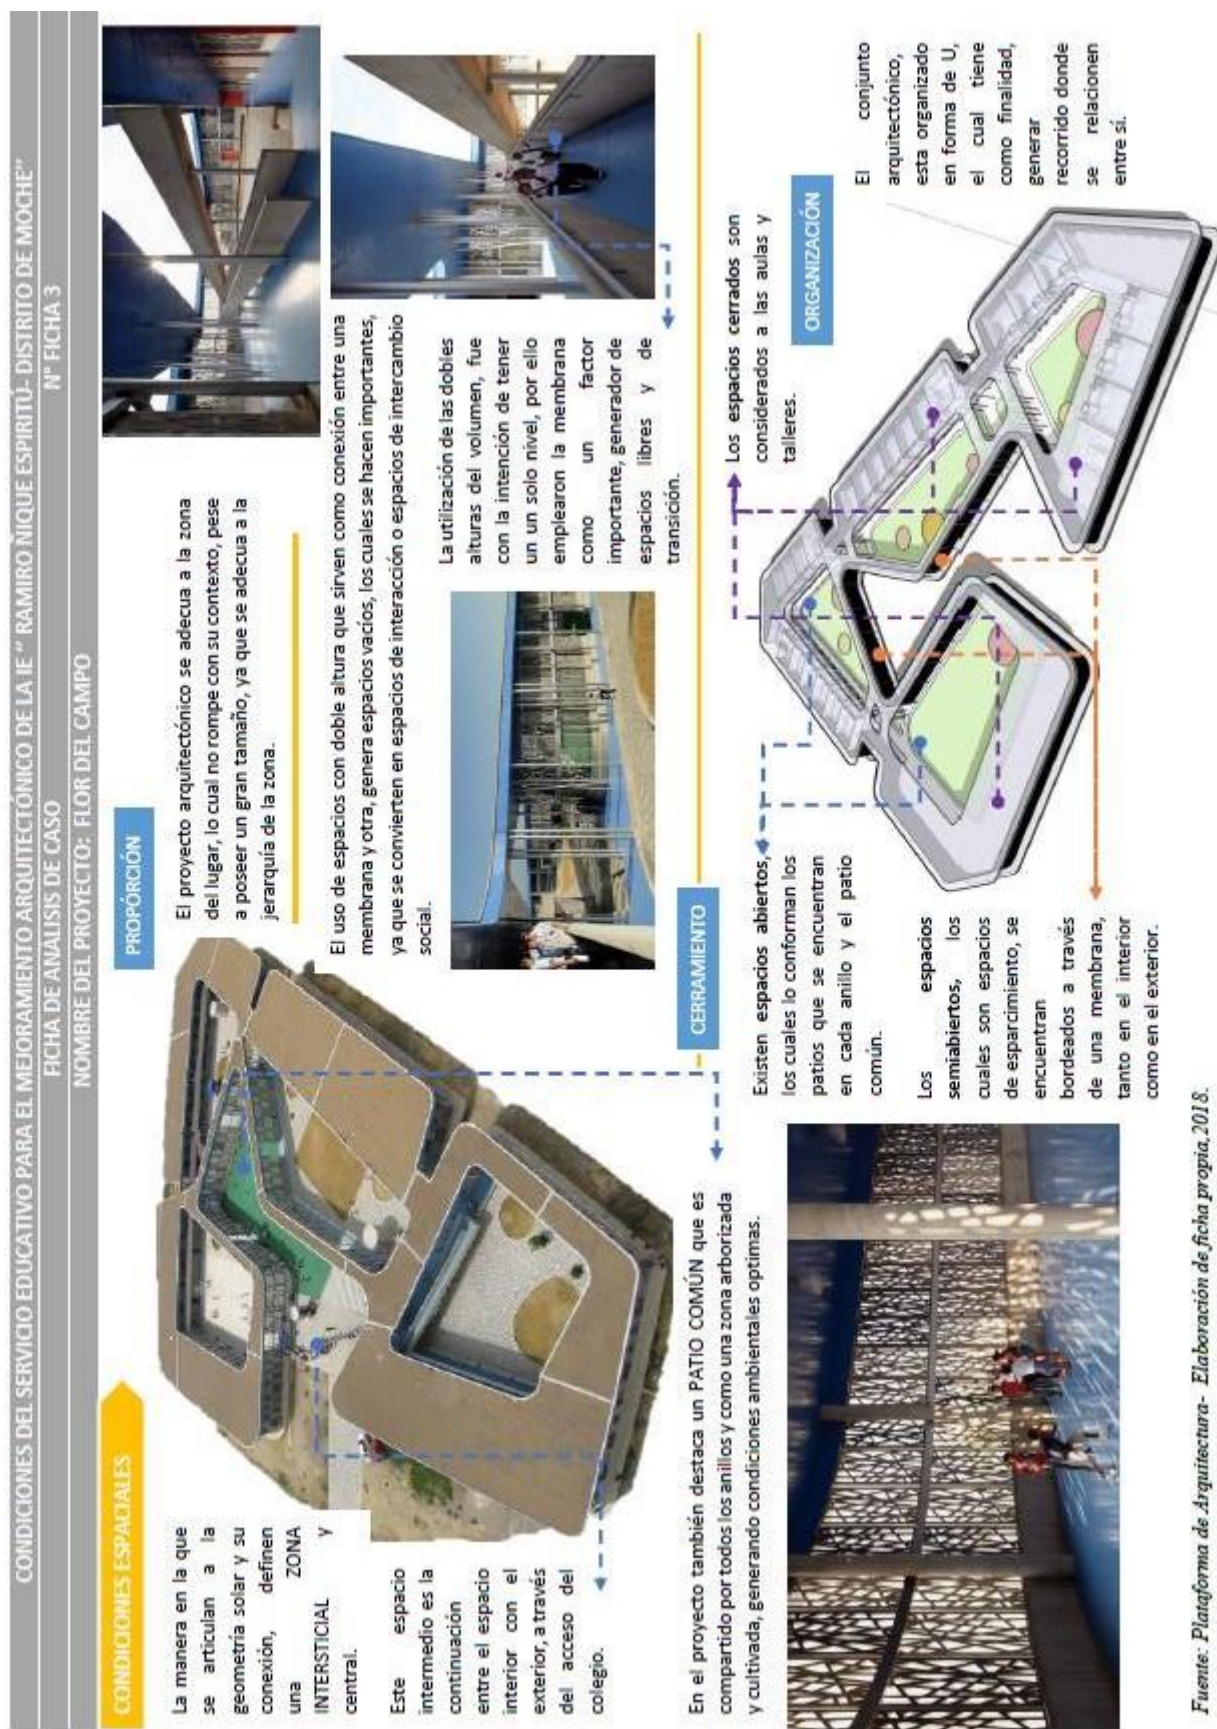 CONDICIONES DEL SERVICIO EDUCATIVO PARA EL MEJORAMIENTO ARQUITECTÓNICO DE LA IE " RAMIRO ÑIQUE ESPIRITÚ- DISTRITO DE MOCHE"
FICHA DE ANALISIS DE CASO
N° FICHA 3
NOMBRE DEL PROYECTO: FLOR DEL CAMPO
CONDICIONES ESPACIALES
La manera en la que
se articulan a la
geometría solar y su
conexión, definen
una ZONA
INTERSTICIAL y
central.
Este espacio
intermedio es la
continuación
entre el espacio
interior con el
exterior, a través
del acceso del
colegio.
En el proyecto también destaca un PATIO COMÚN que es
compartido por todos los anillos y como una zona arborizada
y cultivada, generando condiciones ambientales optimas.
PROPÓRCIÓN
El proyecto arquitectónico se adecua a la zona
del lugar, lo cual no rompe con su contexto, pese
a poseer un gran tamaño, ya que se adecua a la
jerarquía de la zona.
El uso de espacios con doble altura que sirven como conexión entre una
membrana y otra, genera espacios vacíos, los cuales se hacen importantes,
ya que se convierten en espacios de interacción o espacios de intercambio
social.
La utilización de las dobles
alturas del volumen, fue
con la intención de tener
un un solo nivel, por ello
emplearon la membrana
como un factor
importante, generador de
espacios libres y de
transición.
CERRAMIENTO
Existen espacios abiertos,
los cuales lo conforman los
patios que se encuentran
en cada anillo y el patio
común.
Los espacios
semiabiertos, los
cuales son espacios
de esparcimiento, se
encuentran
bordeados a través
de una membrana,
tanto en el interior
como en el exterior.
Los espacios cerrados son
considerados a las aulas y
talleres.
ORGANIZACIÓN
El conjunto
arquitectónico,
esta organizado
en forma de U,
el cual tiene
como finalidad,
generar
recorrido donde
se relacionen
entre sí.
Fuente: Plataforma de Arquitectura- Elaboración de ficha propia,2018.